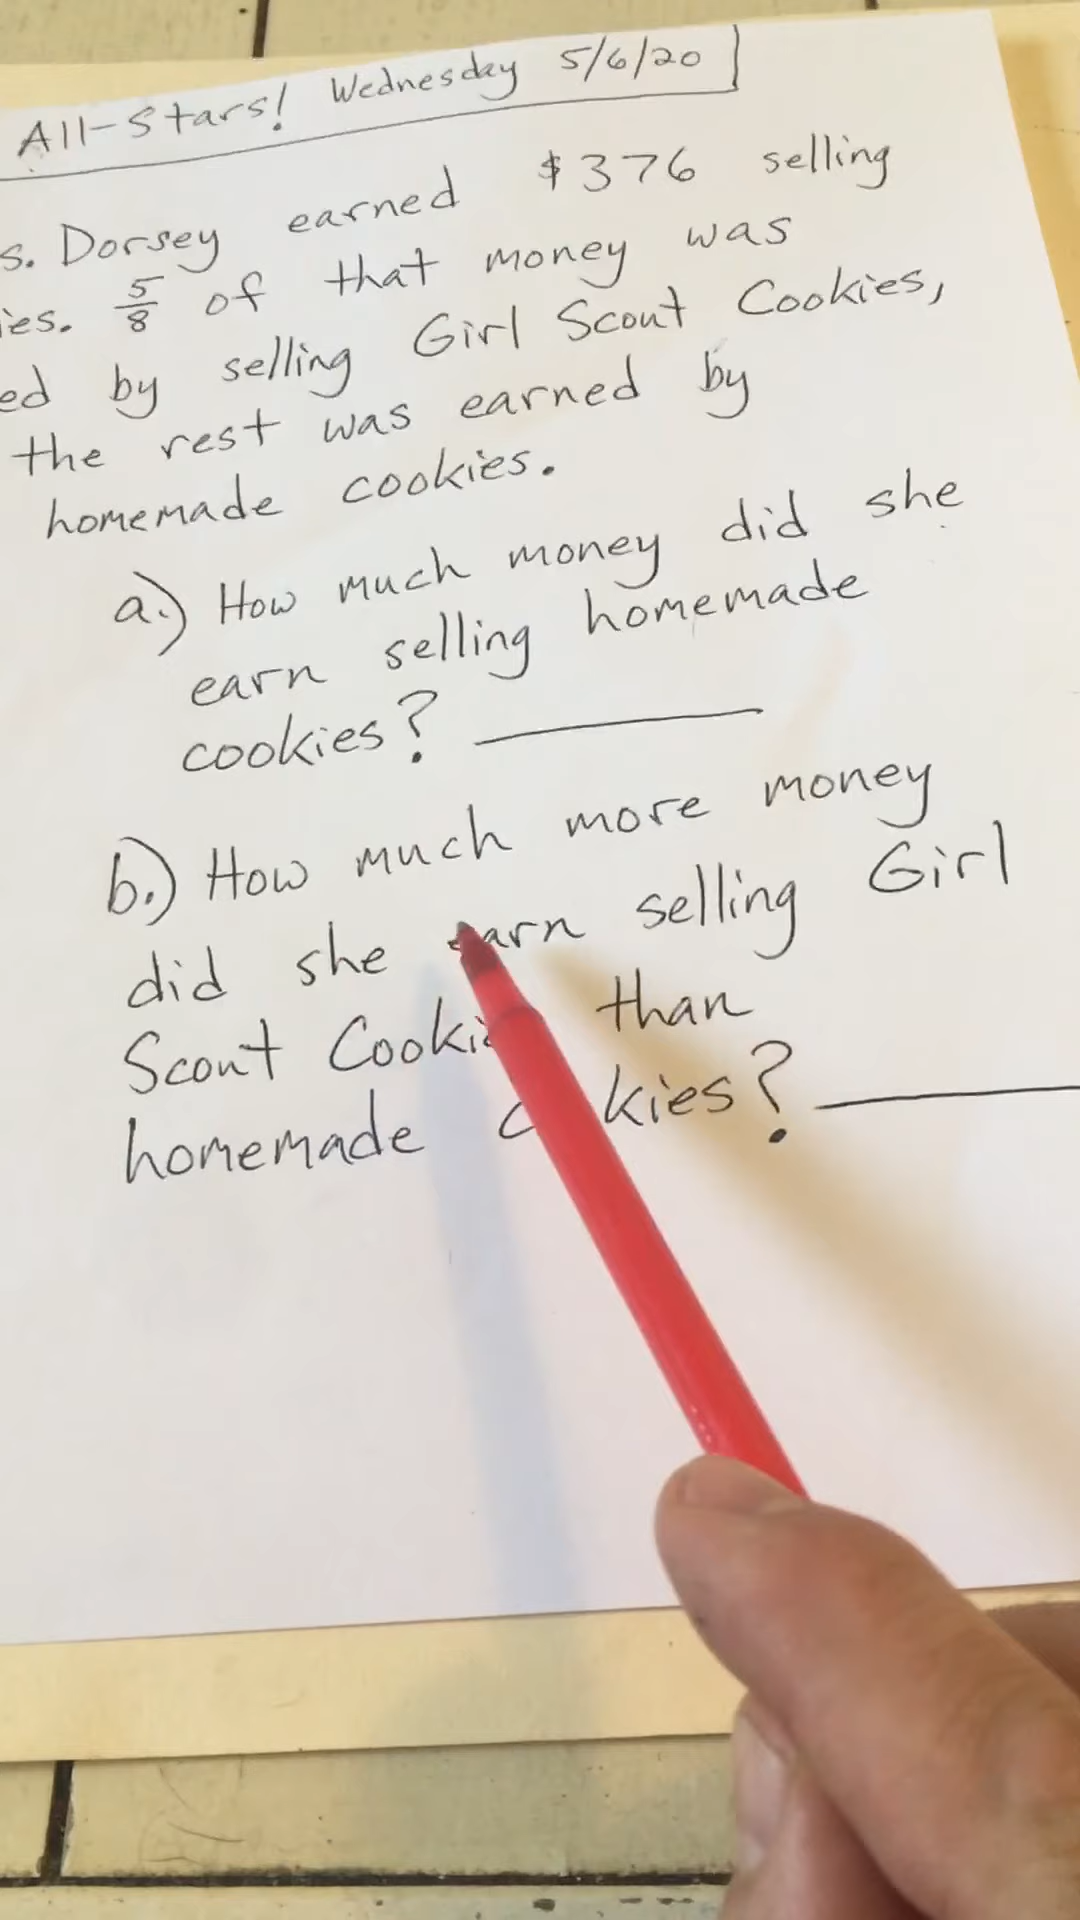 All-Stars! Wednesday 5/6/20
s. Dorsey earned $376 selling
ies. 5/8 of that money was
ed by selling Girl Scout Cookies,
the rest was earned by
homemade cookies.
a.) How much money did she
earn selling homemade
cookies?
b.) How much more money
did she earn selling Girl
Scout Cooki than
homemade c kies?